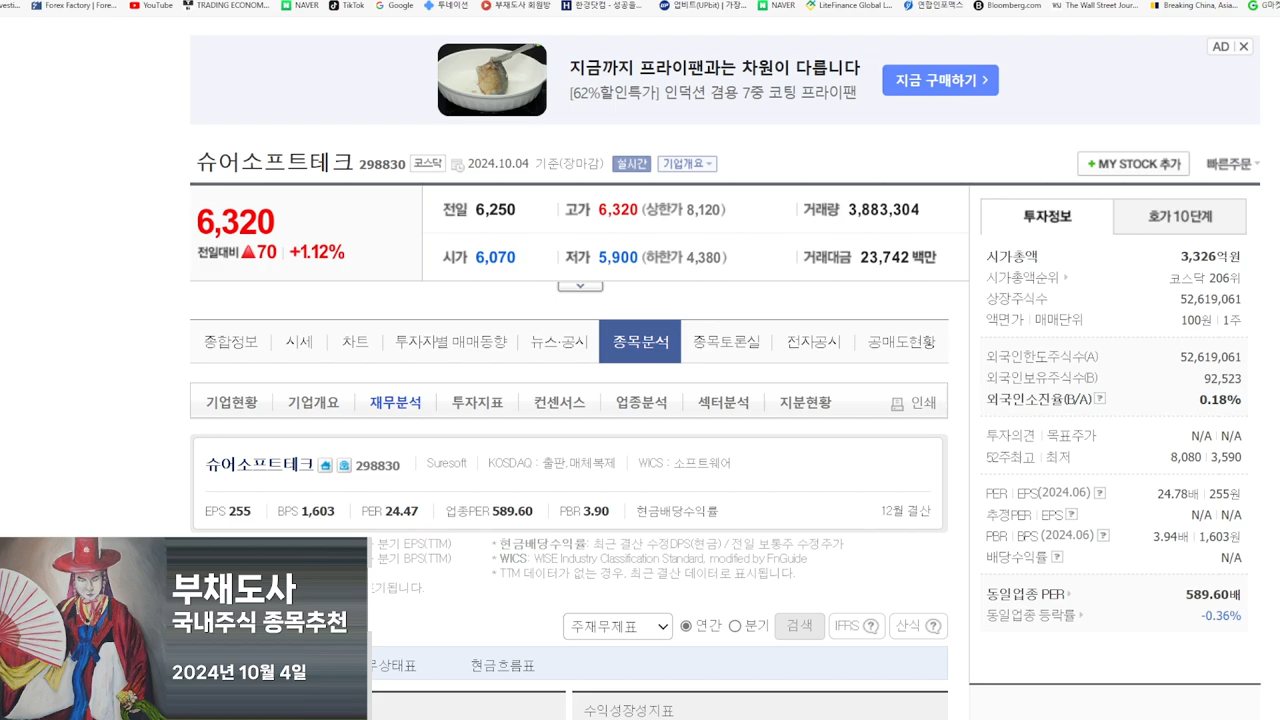 Forex Factory | Fore...
YouTube
TRADING ECONOM...
NAVER
TikTok
Google
투네이션
부채도사 회원방
한경닷컴 - 성공을...
업비트(UPbit) | 가장...
NAVER
LiteFinance Global L...
연합인포맥스
Bloomberg.com
The Wall Street Jour...
Breaking China, Asia...
지금까지 프라이팬과는 차원이 다릅니다
[62%할인특가] 인덕션 겸용 7중 코팅 프라이팬
지금 구매하기 >
AD X
슈어소프트테크 298830 코스닥 2024.10.04 기준(장마감) 실시간 기업개요
+ MY STOCK 추가 빠른주문
6,320
전일대비 ▲70 | +1.12%
전일 6,250 | 고가 6,320 (상한가 8,120) | 거래량 3,883,304
시가 6,070 | 저가 5,900 (하한가 4,380) | 거래대금 23,742 백만
종합정보 | 시세 | 차트 | 투자자별 매매동향 | 뉴스·공시 종목분석 종목토론실 | 전자공시 | 공매도현황
기업현황 | 기업개요 | 재무분석 | 투자지표 | 컨센서스 | 업종분석 | 섹터분석 | 지분현황
인쇄
슈어소프트테크 298830 | Suresoft | KOSDAQ : 출판,매체복제 | WICS : 소프트웨어
EPS 255 | BPS 1,603 | PER 24.47 | 업종PER 589.60 | PBR 3.90 | 현금배당수익률
12월 결산
분기 EPS(TTM)
* 현금배당수익률: 최근 결산 수정DPS(현금) / 전일 보통주 수정주가
분기 BPS(TTM)
* WICS: WISE Industry Classification Standard, modified by FnGuide
* TTM 데이터가 없는 경우, 최근 결산 데이터로 표시됩니다.
주재무제표 연간 분기 검색 IFRS ? 산식 ?
상태표 현금흐름표
수익성장성지표
투자정보 호가 10단계
시가총액 3,326억원
시가총액순위 코스닥 206위
상장주식수 52,619,061
액면가 | 매매단위 100원 | 1주
외국인한도주식수(A) 52,619,061
외국인보유주식수(B) 92,523
외국인소진율(B/A) ? 0.18%
투자의견 | 목표주가 N/A | N/A
52주최고 | 최저 8,080 | 3,590
PER | EPS(2024.06) ? 24.78배 | 255원
추정PER | EPS ? N/A | N/A
PBR | BPS (2024.06) ? 3.94배 | 1,603원
배당수익률 ? N/A
동일업종 PER 589.60배
동일업종 등락률 -0.36%
부채도사
국내주식 종목추천
2024년 10월 4일